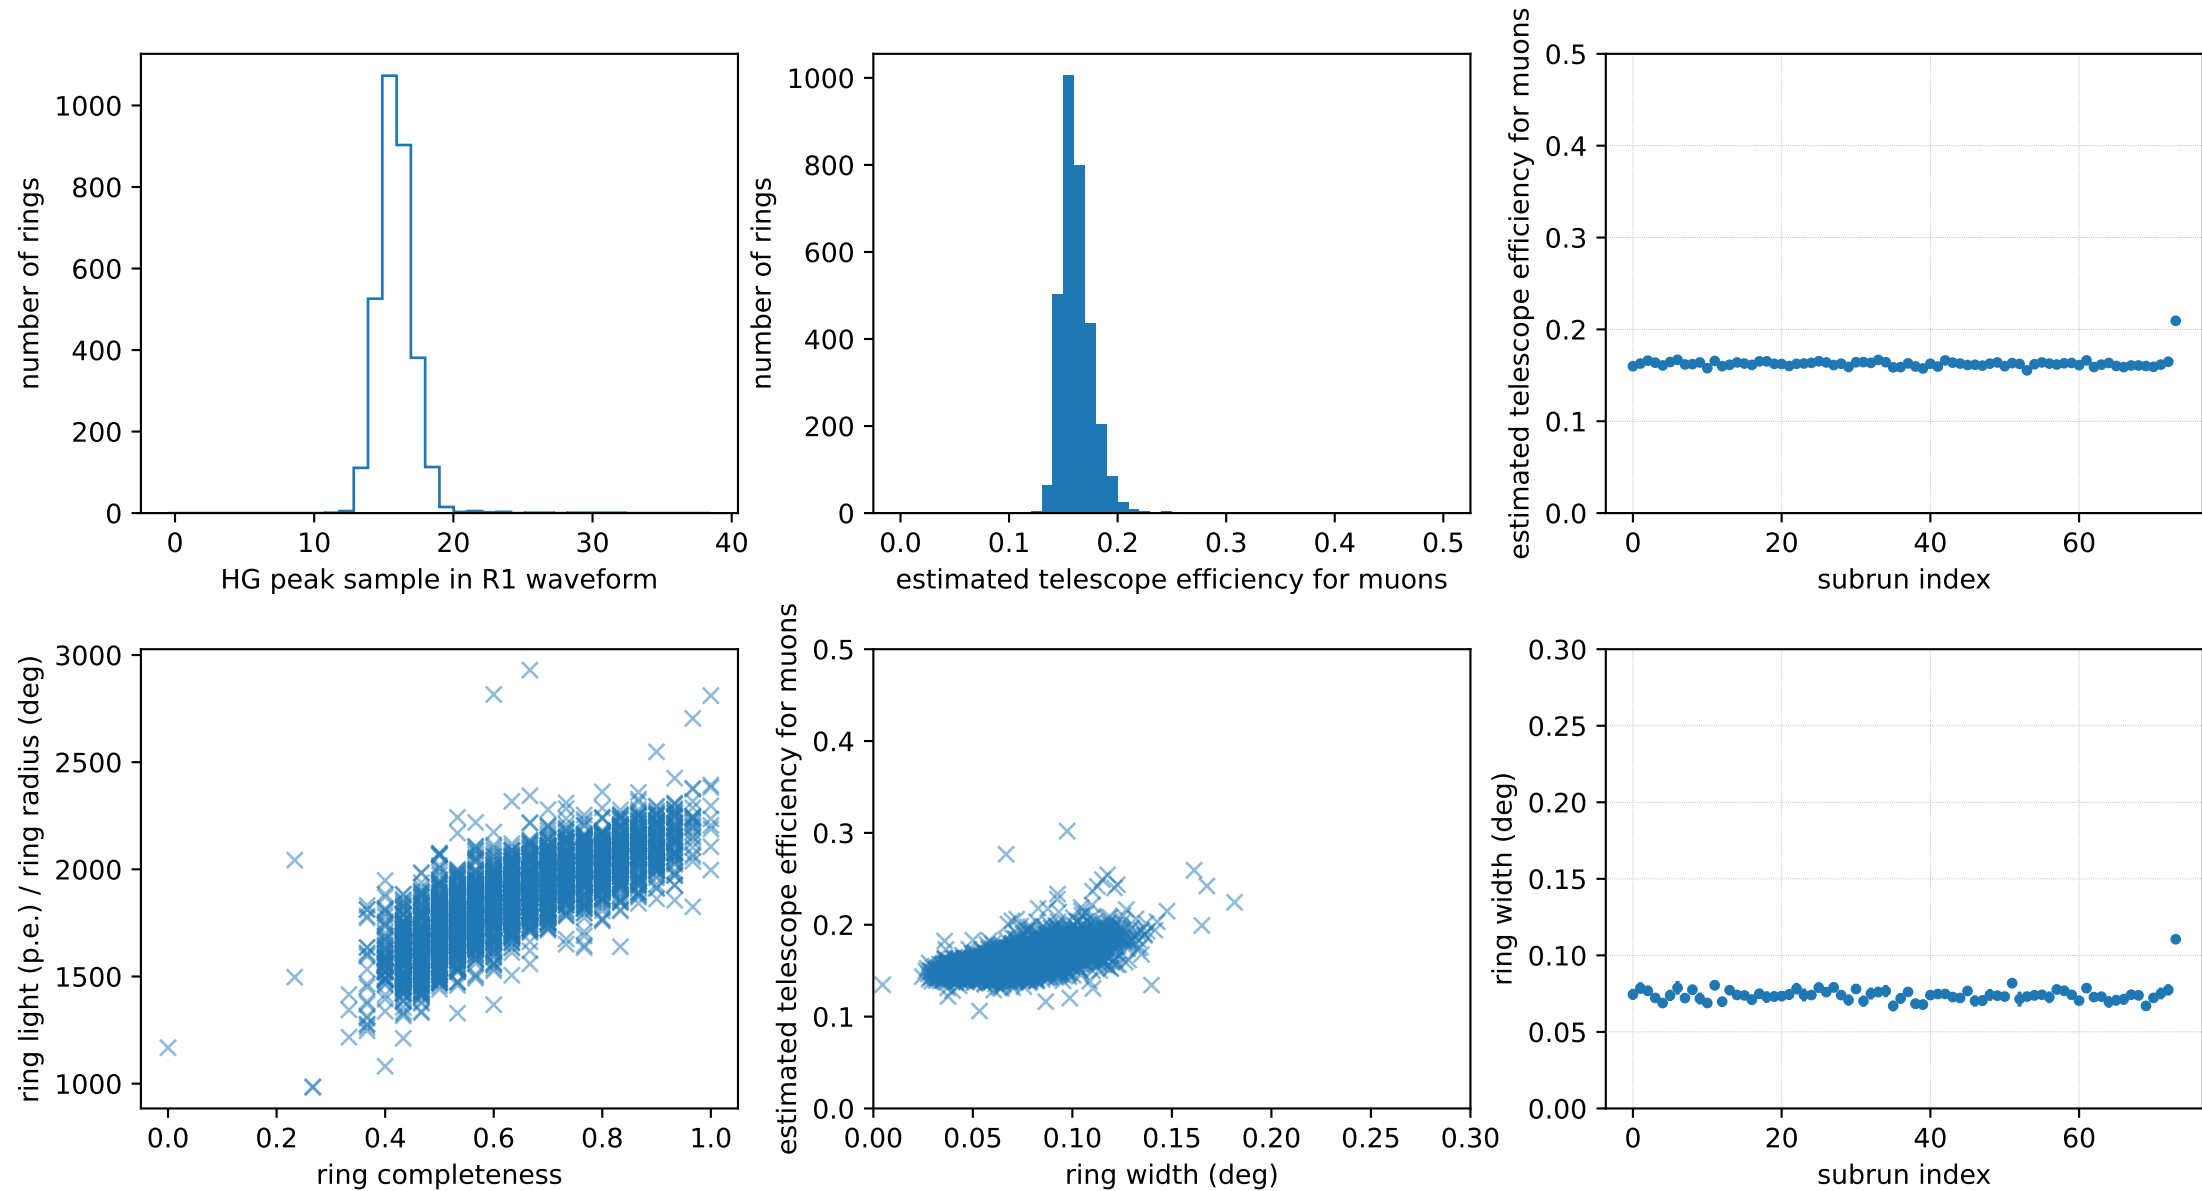 number of rings
1000
800
600
400
200
0
0 10 20 30 40
HG peak sample in R1 waveform
number of rings
1000
800
600
400
200
0
0.0 0.1 0.2 0.3 0.4 0.5
estimated telescope efficiency for muons
estimated telescope efficiency for muons
0.5
0.4
0.3
0.2
0.1
0.0
0 20 40 60
subrun index
ring light (p.e.) / ring radius (deg)
3000
2500
2000
1500
1000
0.0 0.2 0.4 0.6 0.8 1.0
ring completeness
estimated telescope efficiency for muons
0.5
0.4
0.3
0.2
0.1
0.0
0.00 0.05 0.10 0.15 0.20 0.25 0.30
ring width (deg)
ring width (deg)
0.30
0.25
0.20
0.15
0.10
0.05
0.00
0 20 40 60
subrun index